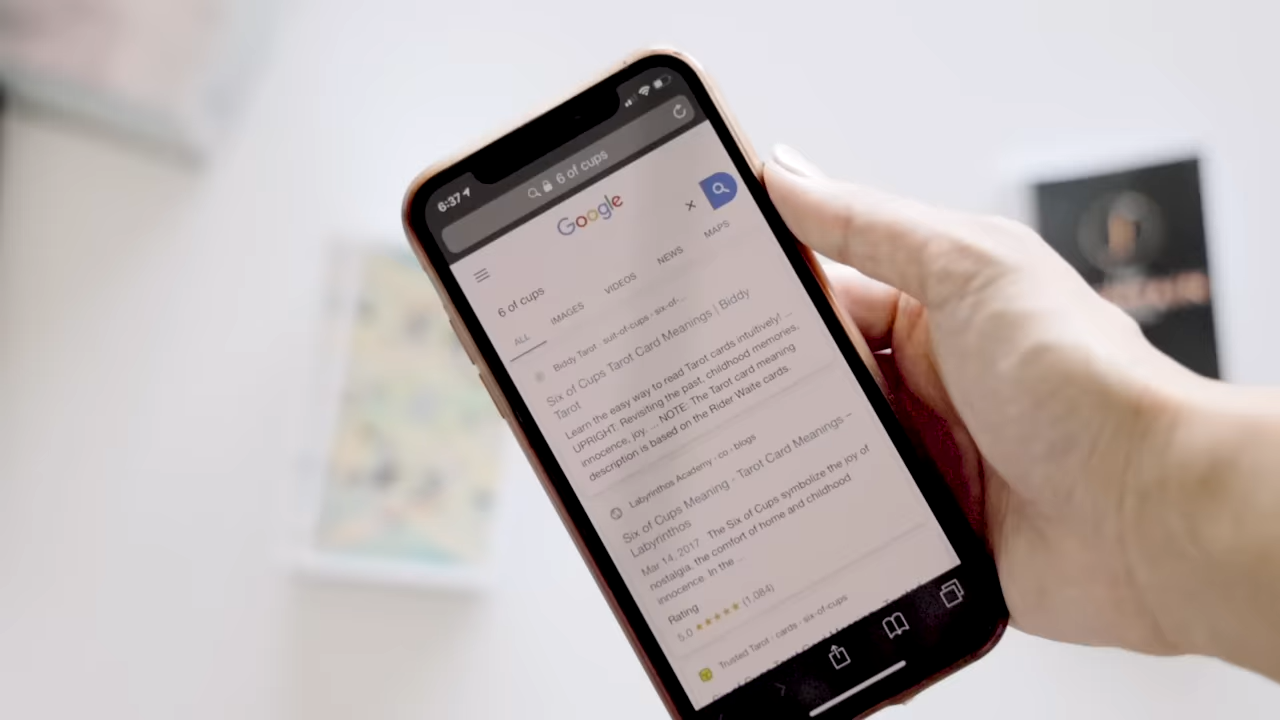 6:37
6 of cups
Google
6 of cups
ALL IMAGES VIDEOS NEWS MAPS
Biddy Tarot · suit-of-cups · six-of-...
Six of Cups Tarot Card Meanings | Biddy
Tarot
Learn the easy way to read Tarot cards intuitively! ...
UPRIGHT: Revisiting the past, childhood memories,
innocence, joy. ... NOTE: The Tarot card meaning
description is based on the Rider Waite cards.
Labyrinthos Academy · co › blogs
Six of Cups Meaning - Tarot Card Meanings –
Labyrinthos
Mar 14, 2017 · The Six of Cups symbolize the joy of
nostalgia, the comfort of home and childhood
innocence. In the ...
Rating
5.0 ★★★★★ (1,084)
Trusted Tarot › cards › six-of-cups